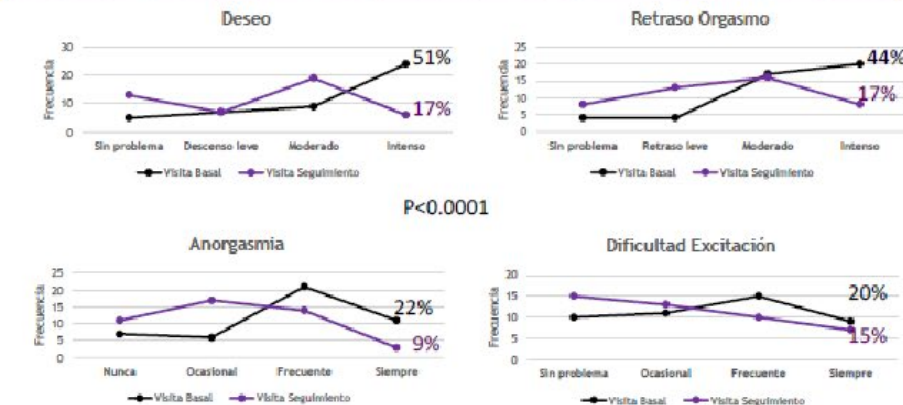 Deseo
30
20
10
0
Frecuencia
51%
17%
Sin problema Descenso leve Moderado Intenso
Visita Basal Visita Seguimiento
Retraso Orgasmo
25
20
15
10
5
0
Frecuencia
44%
17%
Sin problema Retraso leve Moderado Intenso
Visita Basal Visita Seguimiento
P<0.0001
Anorgasmia
25
20
15
10
5
0
Frecuencia
22%
9%
Nunca Ocasional Frecuente Siempre
Visita Basal Visita Seguimiento
Dificultad Excitación
20
15
10
5
0
Frecuencia
20%
15%
Sin problema Ocasional Frecuente Siempre
Visita Basal Visita Seguimiento